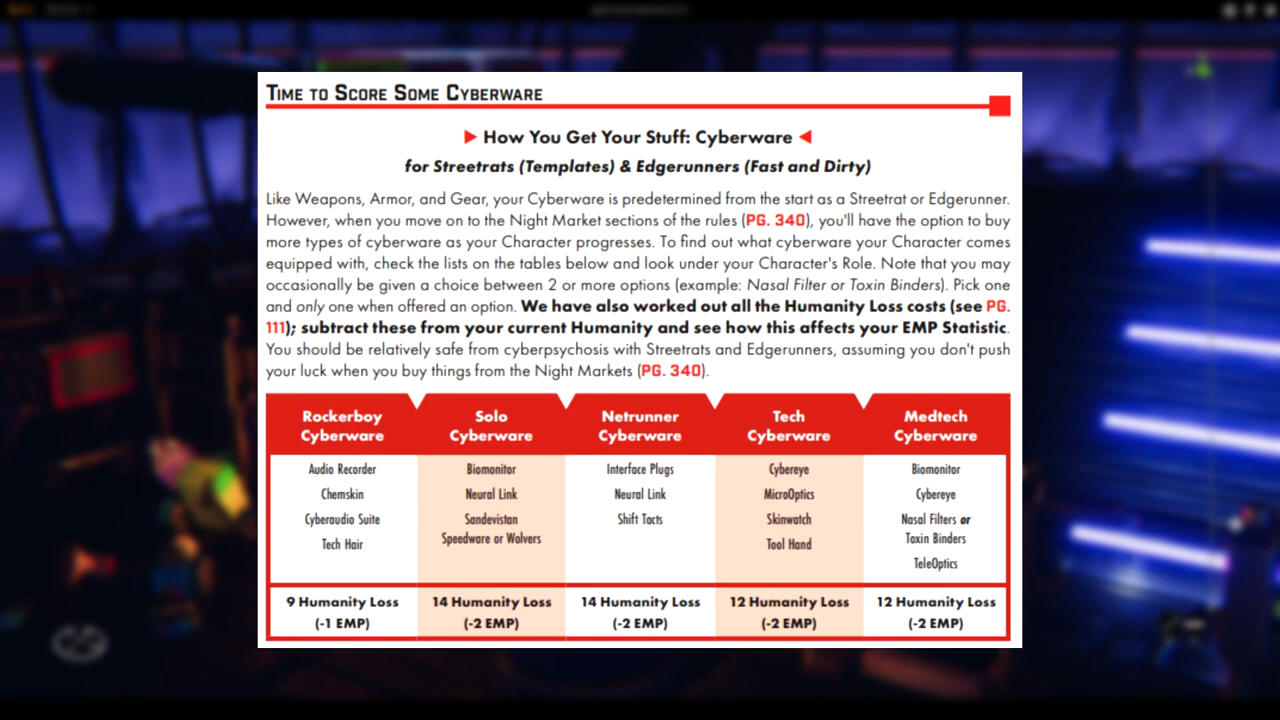 Time to Score Some Cyberware
How You Get Your Stuff: Cyberware
for Streetrats (Templates) & Edgerunners (Fast and Dirty)
Like Weapons, Armor, and Gear, your Cyberware is predetermined from the start as a Streetrat or Edgerunner.
However, when you move on to the Night Market sections of the rules (PG. 340), you'll have the option to buy
more types of cyberware as your Character progresses. To find out what cyberware your Character comes
equipped with, check the lists on the tables below and look under your Character's Role. Note that you may
occasionally be given a choice between 2 or more options (example: Nasal Filter or Toxin Binders). Pick one
and only one when offered an option. We have also worked out all the Humanity Loss costs (see PG.
111); subtract these from your current Humanity and see how this affects your EMP Statistic.
You should be relatively safe from cyberpsychosis with Streetrats and Edgerunners, assuming you don't push
your luck when you buy things from the Night Markets (PG. 340).
Rockerboy
Cyberware
Audio Recorder
Chemskin
Cyberaudio Suite
Tech Hair
9 Humanity Loss
(-1 EMP)
Solo
Cyberware
Biomonitor
Neural Link
Sandevistan
Speedware or Wolvers
14 Humanity Loss
(-2 EMP)
Netrunner
Cyberware
Interface Plugs
Neural Link
Shift Tacts
14 Humanity Loss
(-2 EMP)
Tech
Cyberware
Cybereye
MicroOptics
Skinwatch
Tool Hand
12 Humanity Loss
(-2 EMP)
Medtech
Cyberware
Biomonitor
Cybereye
Nasal Filters or
Toxin Binders
TeleOptics
12 Humanity Loss
(-2 EMP)